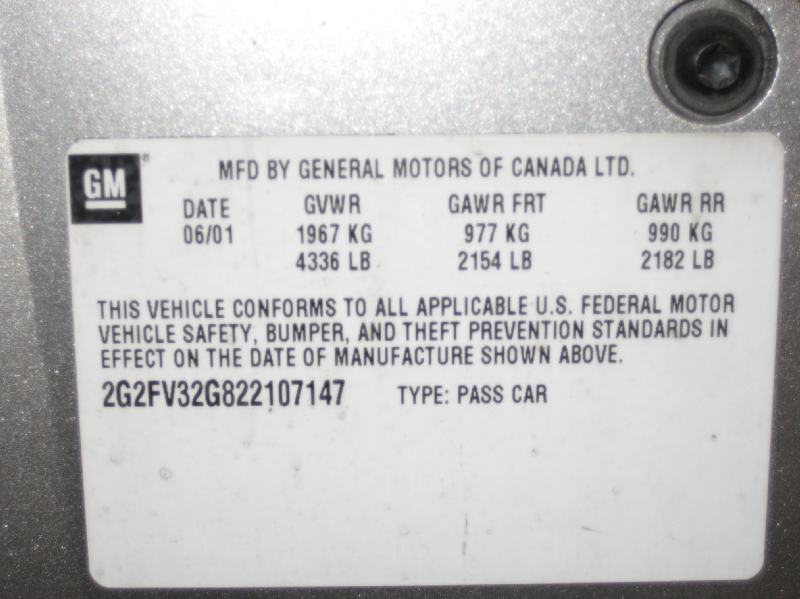 GM
MFD BY GENERAL MOTORS OF CANADA LTD.
DATE GVWR GAWR FRT GAWR RR
06/01 1967 KG 977 KG 990 KG
4336 LB 2154 LB 2182 LB
THIS VEHICLE CONFORMS TO ALL APPLICABLE U.S. FEDERAL MOTOR
VEHICLE SAFETY, BUMPER, AND THEFT PREVENTION STANDARDS IN
EFFECT ON THE DATE OF MANUFACTURE SHOWN ABOVE.
2G2FV32G822107147 TYPE: PASS CAR